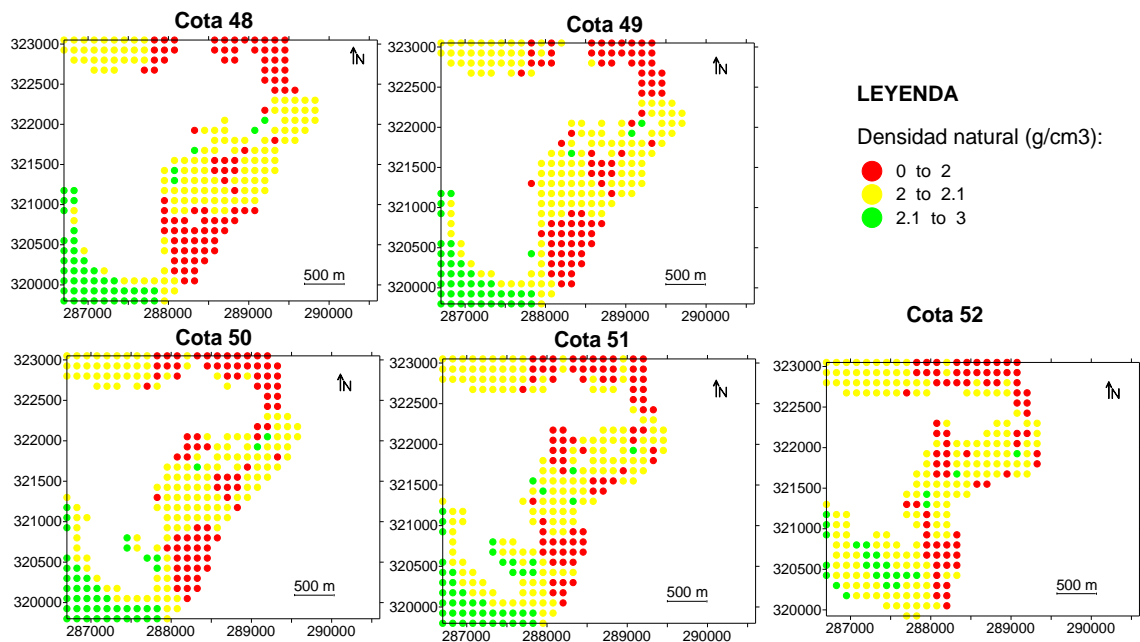 Cota 48
323000
322500
322000
321500
321000
320500
320000
287000 288000 289000 290000
N
500 m
Cota 49
323000
322500
322000
321500
321000
320500
320000
287000 288000 289000 290000
N
500 m
LEYENDA
Densidad natural (g/cm3):
0 to 2
2 to 2.1
2.1 to 3
Cota 50
323000
322500
322000
321500
321000
320500
320000
287000 288000 289000 290000
N
500 m
Cota 51
323000
322500
322000
321500
321000
320500
320000
287000 288000 289000 290000
N
500 m
Cota 52
323000
322500
322000
321500
321000
320500
320000
287000 288000 289000 290000
N
500 m